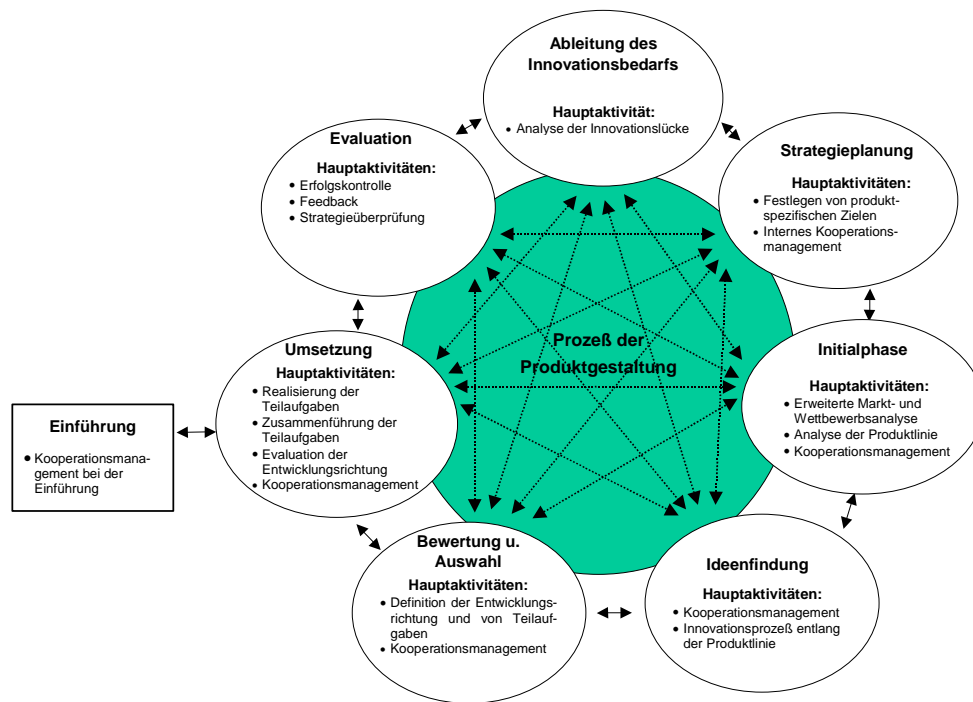 Ableitung des
Innovationsbedarfs
Hauptaktivität:
• Analyse der Innovationslücke
Strategieplanung
Hauptaktivitäten:
• Festlegen von produkt-
spezifischen Zielen
• Internes Kooperations-
management
Initialphase
Hauptaktivitäten:
• Erweiterte Markt- und
Wettbewerbsanalyse
• Analyse der Produktlinie
• Kooperationsmanagement
Ideenfindung
Hauptaktivitäten:
• Kooperationsmanagement
• Innovationsprozeß entlang
der Produktlinie
Bewertung u.
Auswahl
Hauptaktivitäten:
• Definition der Entwicklungs-
richtung und von Teilauf-
gaben
• Kooperationsmanagement
Umsetzung
Hauptaktivitäten:
• Realisierung der
Teilaufgaben
• Zusammenführung der
Teilaufgaben
• Evaluation der
Entwicklungsrichtung
• Kooperationsmanagement
Einführung
• Kooperationsmana-
gement bei der
Einführung
Evaluation
Hauptaktivitäten:
• Erfolgskontrolle
• Feedback
• Strategieüberprüfung
Prozeß der
Produktgestaltung